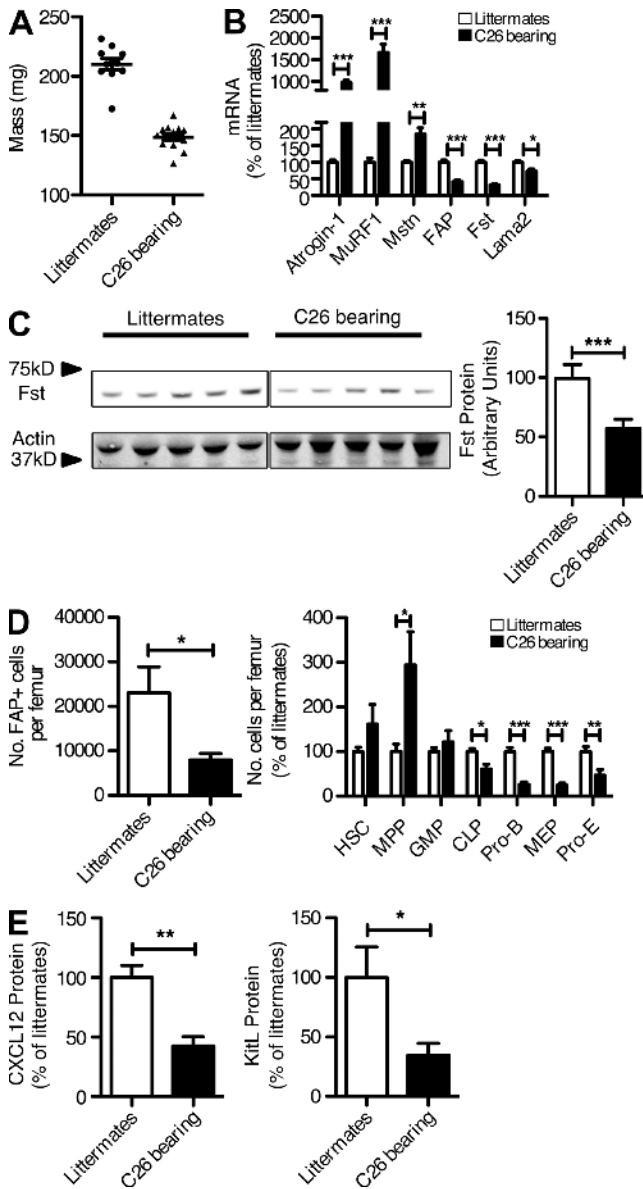 A
Mass (mg)
250
200
150
100
Littermates
C26 bearing
B
Littermates
C26 bearing
mRNA
(% of littermates)
2500
2000
1500
1000
200
150
100
50
0
***
***
**
***
***
*
Atrogin-1
MuRF1
Mstn
FAP
Fst
Lama2
C
Littermates
C26 bearing
75kD
Fst
Actin
37kD
Fst Protein
(Arbitrary Units)
150
100
50
0
***
Littermates
C26 bearing
D
No. FAP+ cells
per femur
40000
30000
20000
10000
0
*
Littermates
C26 bearing
No. cells per femur
(% of littermates)
400
300
200
100
0
Littermates
C26 bearing
*
*
***
***
**
HSC
MPP
GMP
CLP
Pro-B
MEP
Pro-E
E
CXCL12 Protein
(% of littermates)
150
100
50
0
**
Littermates
C26 bearing
KitL Protein
(% of littermates)
150
100
50
0
*
Littermates
C26 bearing